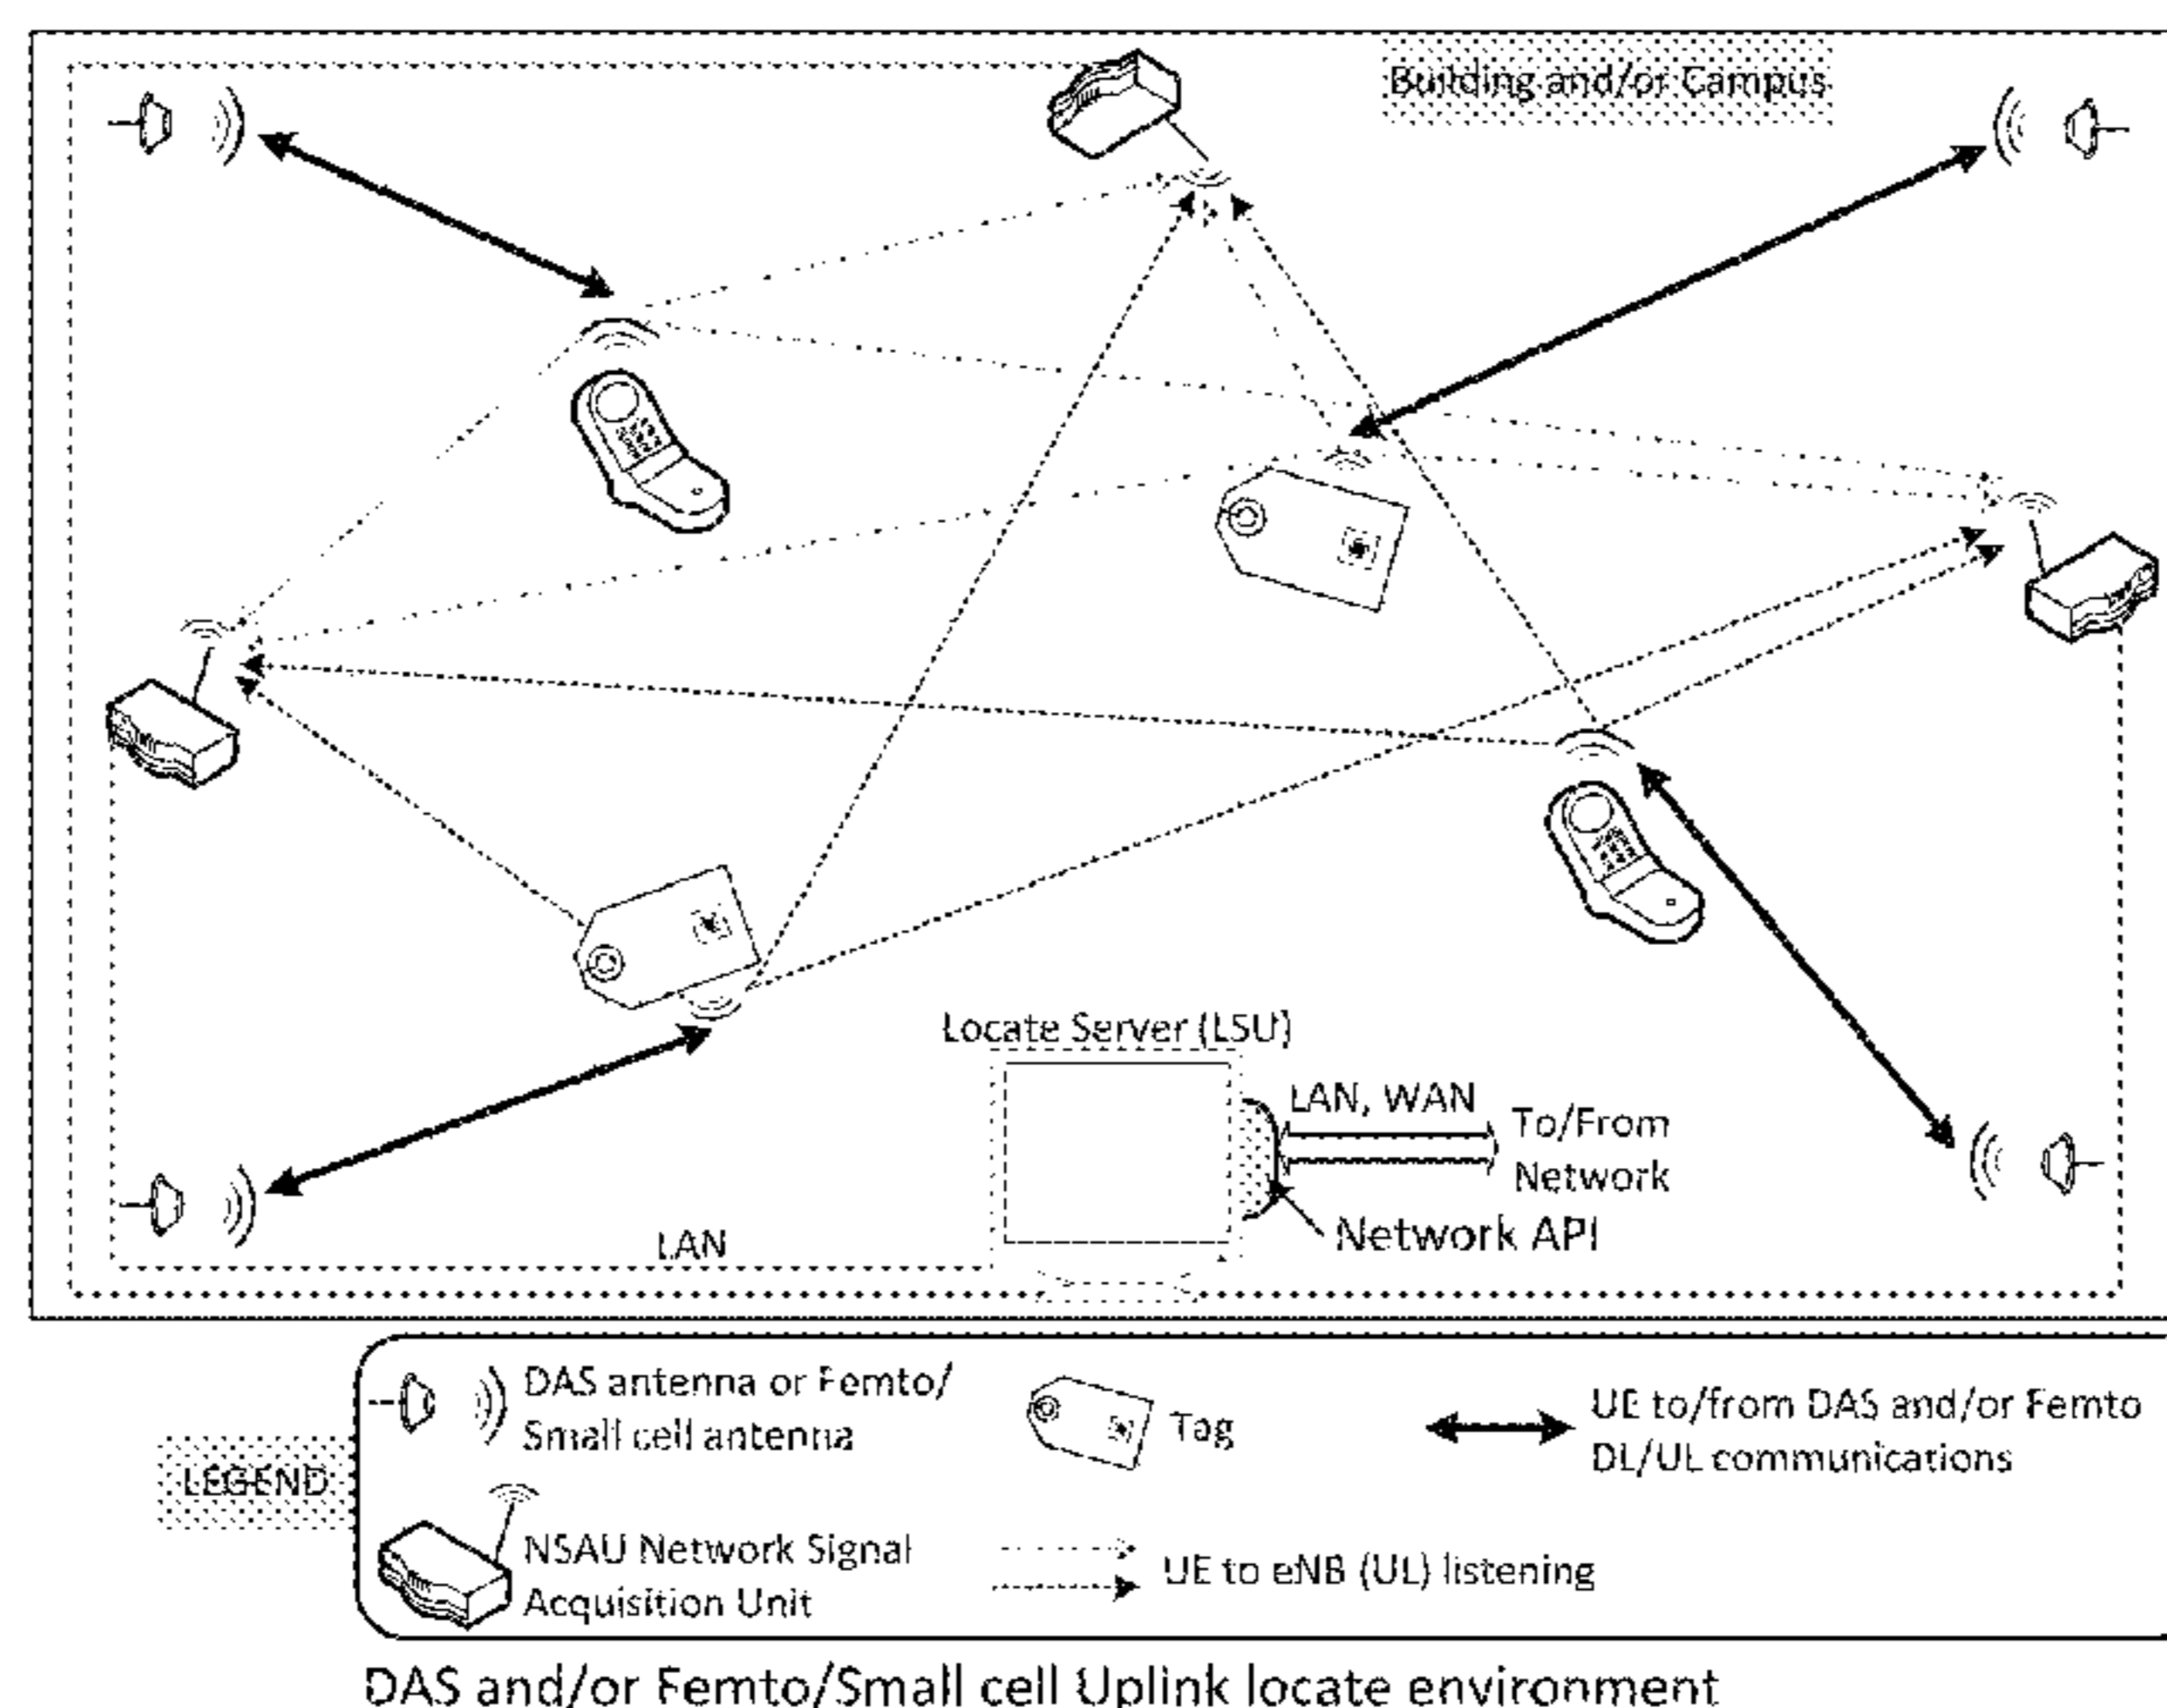 Building and/or Campus
Locate Server (LSU)
LAN, WAN
To/From
Network
Network API
LAN
LEGEND
DAS antenna or Femto/
Small cell antenna
Tag
UE to/from DAS and/or Femto
DL/UL communications
NSAU Network Signal
Acquisition Unit
UE to eNB (UL) listening
DAS and/or Femto/Small cell Uplink locate environment